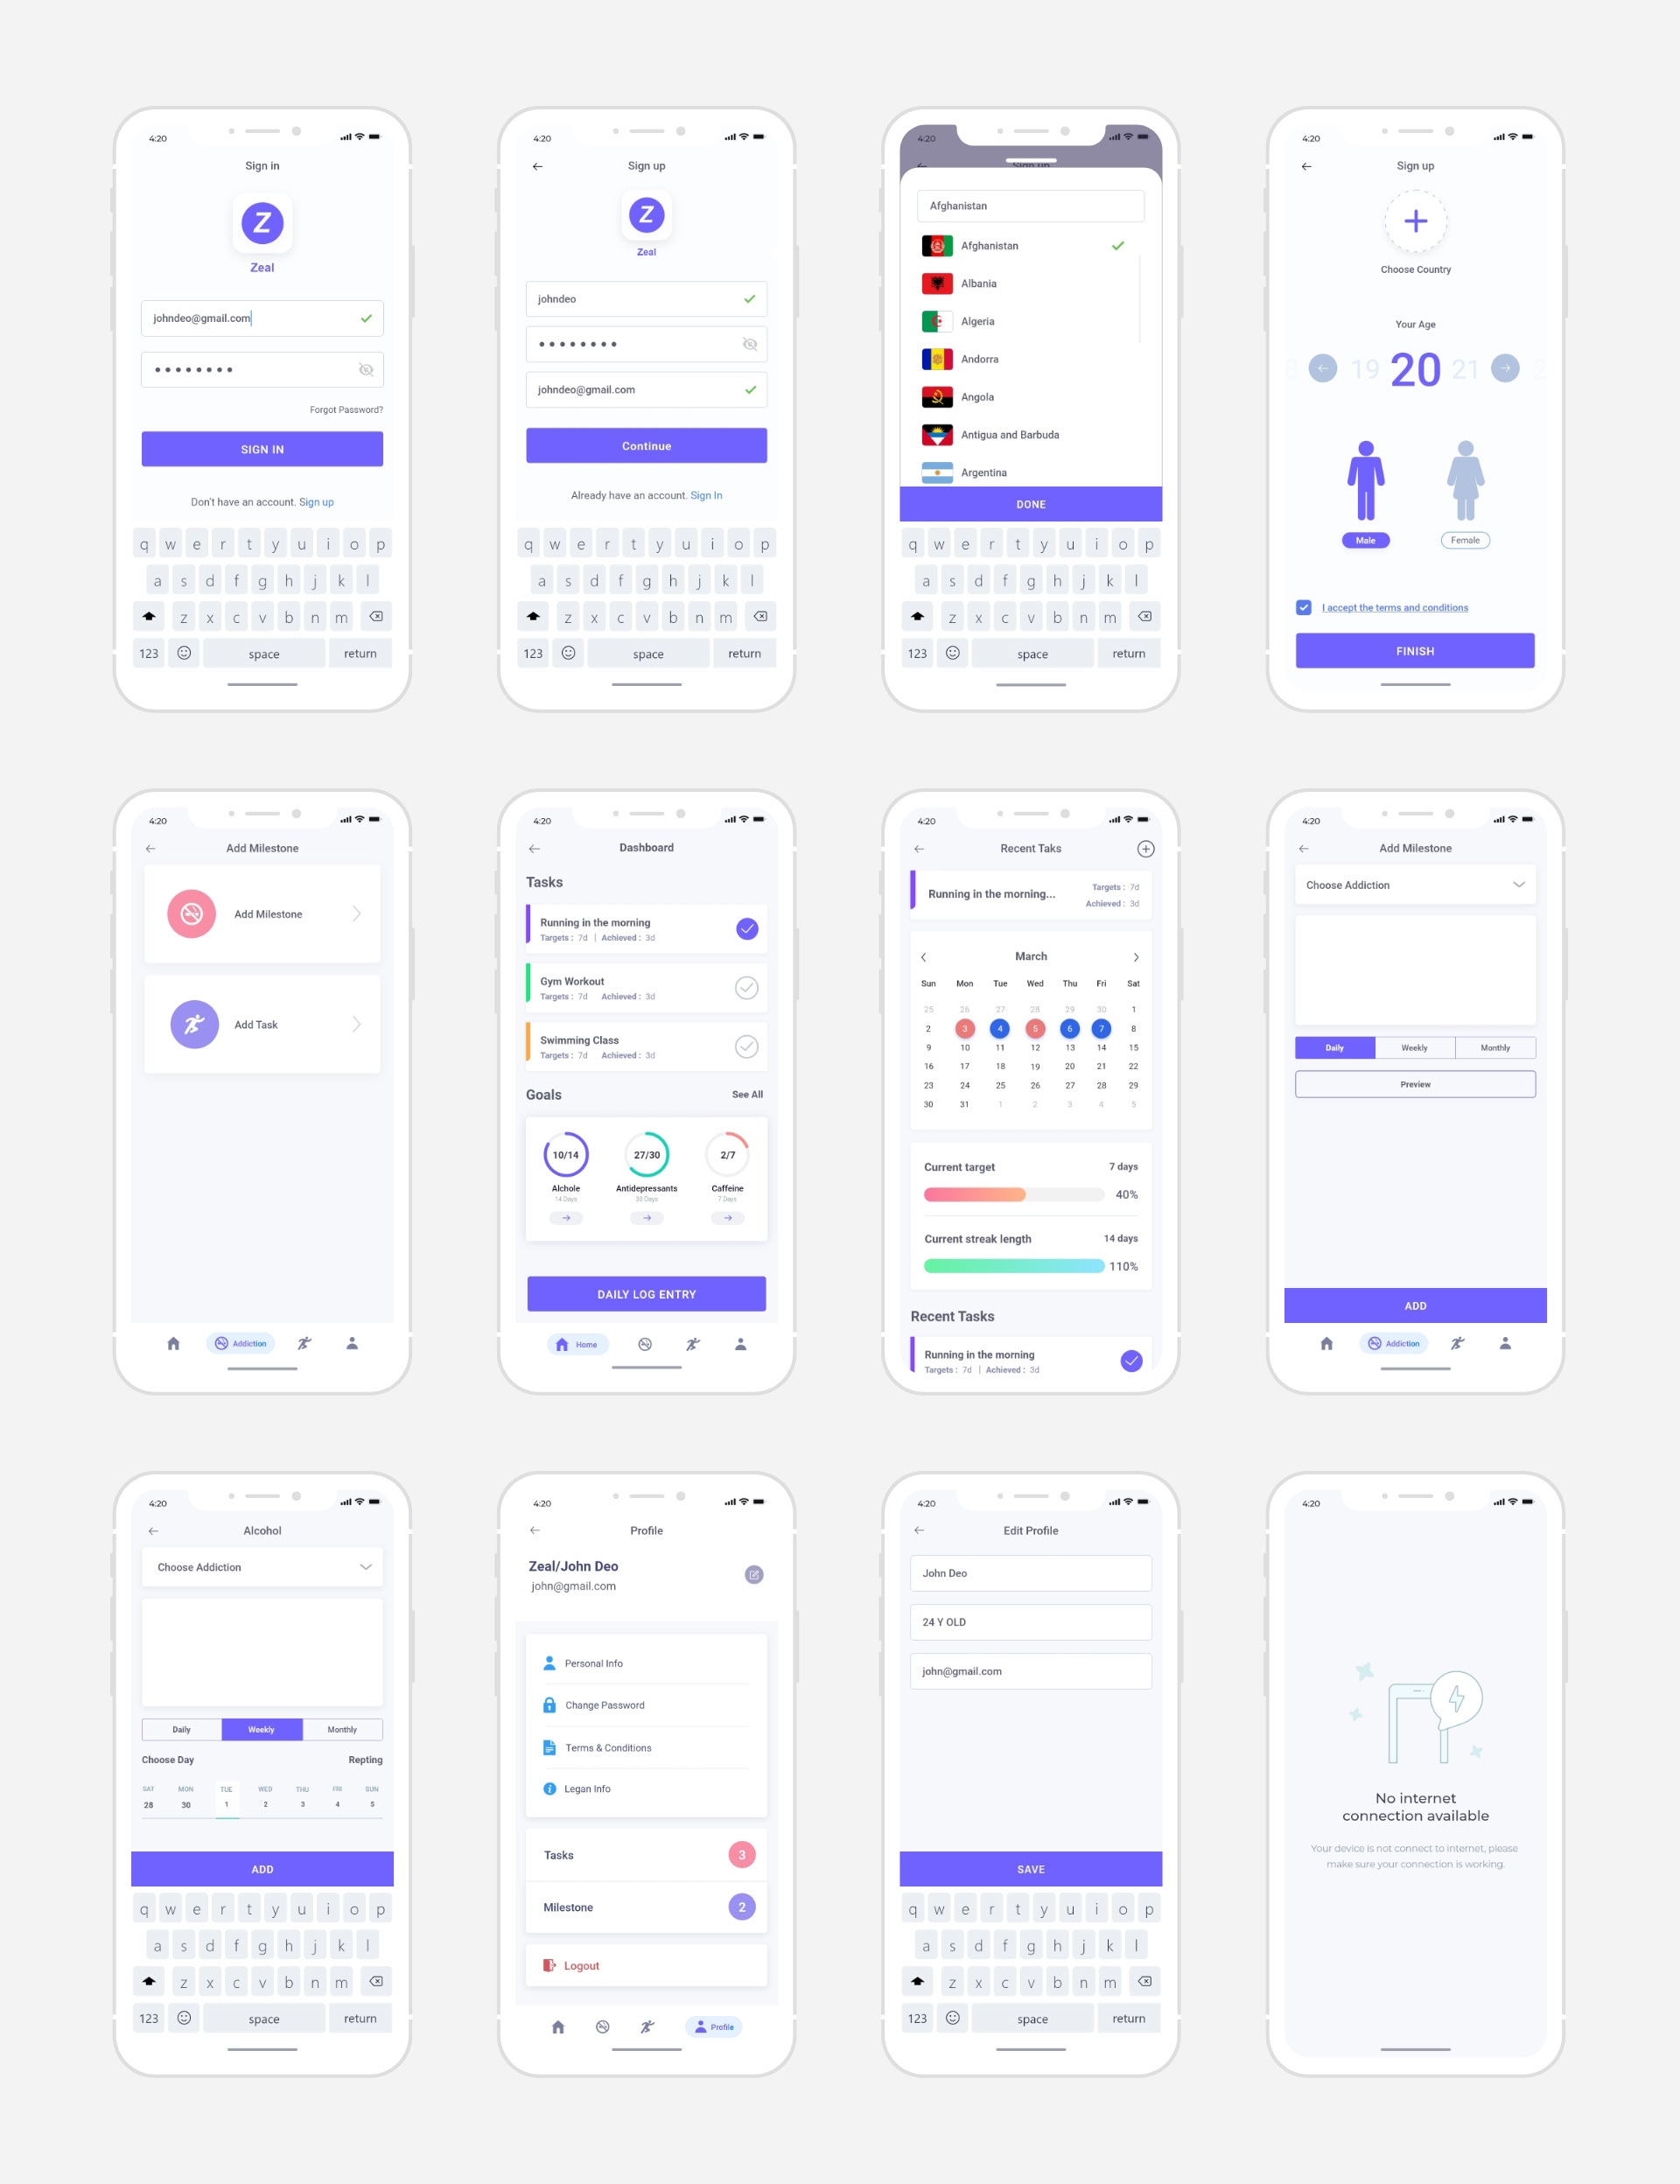 4:20
Sign in
Z
Zeal
johndeo@gmail.com
Forgot Password?
SIGN IN
Don't have an account. Sign up
q w e r t y u i o p
a s d f g h j k l
z x c v b n m
123 space return
4:20
Sign up
Z
Zeal
johndeo
johndeo@gmail.com
Continue
Already have an account. Sign In
q w e r t y u i o p
a s d f g h j k l
z x c v b n m
123 space return
4:20
Sign up
Afghanistan
Afghanistan
Albania
Algeria
Andorra
Angola
Antigua and Barbuda
Argentina
DONE
q w e r t y u i o p
a s d f g h j k l
z x c v b n m
123 space return
4:20
Sign up
Choose Country
Your Age
19 20 21
Male Female
I accept the terms and conditions
FINISH
4:20
Add Milestone
Add Milestone
Add Task
Addiction
4:20
Dashboard
Tasks
Running in the morning
Targets : 7d | Achieved : 3d
Gym Workout
Targets : 7d Achieved : 3d
Swimming Class
Targets : 7d Achieved : 3d
Goals See All
10/14 27/30 2/7
Alchole Antidepressants Caffeine
14 Days 30 Days 7 Days
DAILY LOG ENTRY
Home
4:20
Recent Taks
Running in the morning...
Targets : 7d
Achieved : 3d
March
Sun Mon Tue Wed Thu Fri Sat
25 26 27 28 29 30 1
2 3 4 5 6 7 8
9 10 11 12 13 14 15
16 17 18 19 20 21 22
23 24 25 26 27 28 29
30 31 1 2 3 4 5
Current target 7 days
40%
Current streak length 14 days
110%
Recent Tasks
Running in the morning
Targets : 7d | Achieved : 3d
4:20
Add Milestone
Choose Addiction
Daily Weekly Monthly
Preview
ADD
Addiction
4:20
Alcohol
Choose Addiction
Daily Weekly Monthly
Choose Day Repting
SAT MON TUE WED THU FRI SUN
28 30 1 2 3 4 5
ADD
q w e r t y u i o p
a s d f g h j k l
z x c v b n m
123 space return
4:20
Profile
Zeal/John Deo
john@gmail.com
Personal Info
Change Password
Terms & Conditions
Legan Info
Tasks 3
Milestone 2
Logout
Profile
4:20
Edit Profile
John Deo
24 Y OLD
john@gmail.com
SAVE
q w e r t y u i o p
a s d f g h j k l
z x c v b n m
123 space return
4:20
No internet
connection available
Your device is not connect to Internet, please
make sure your connection is working.